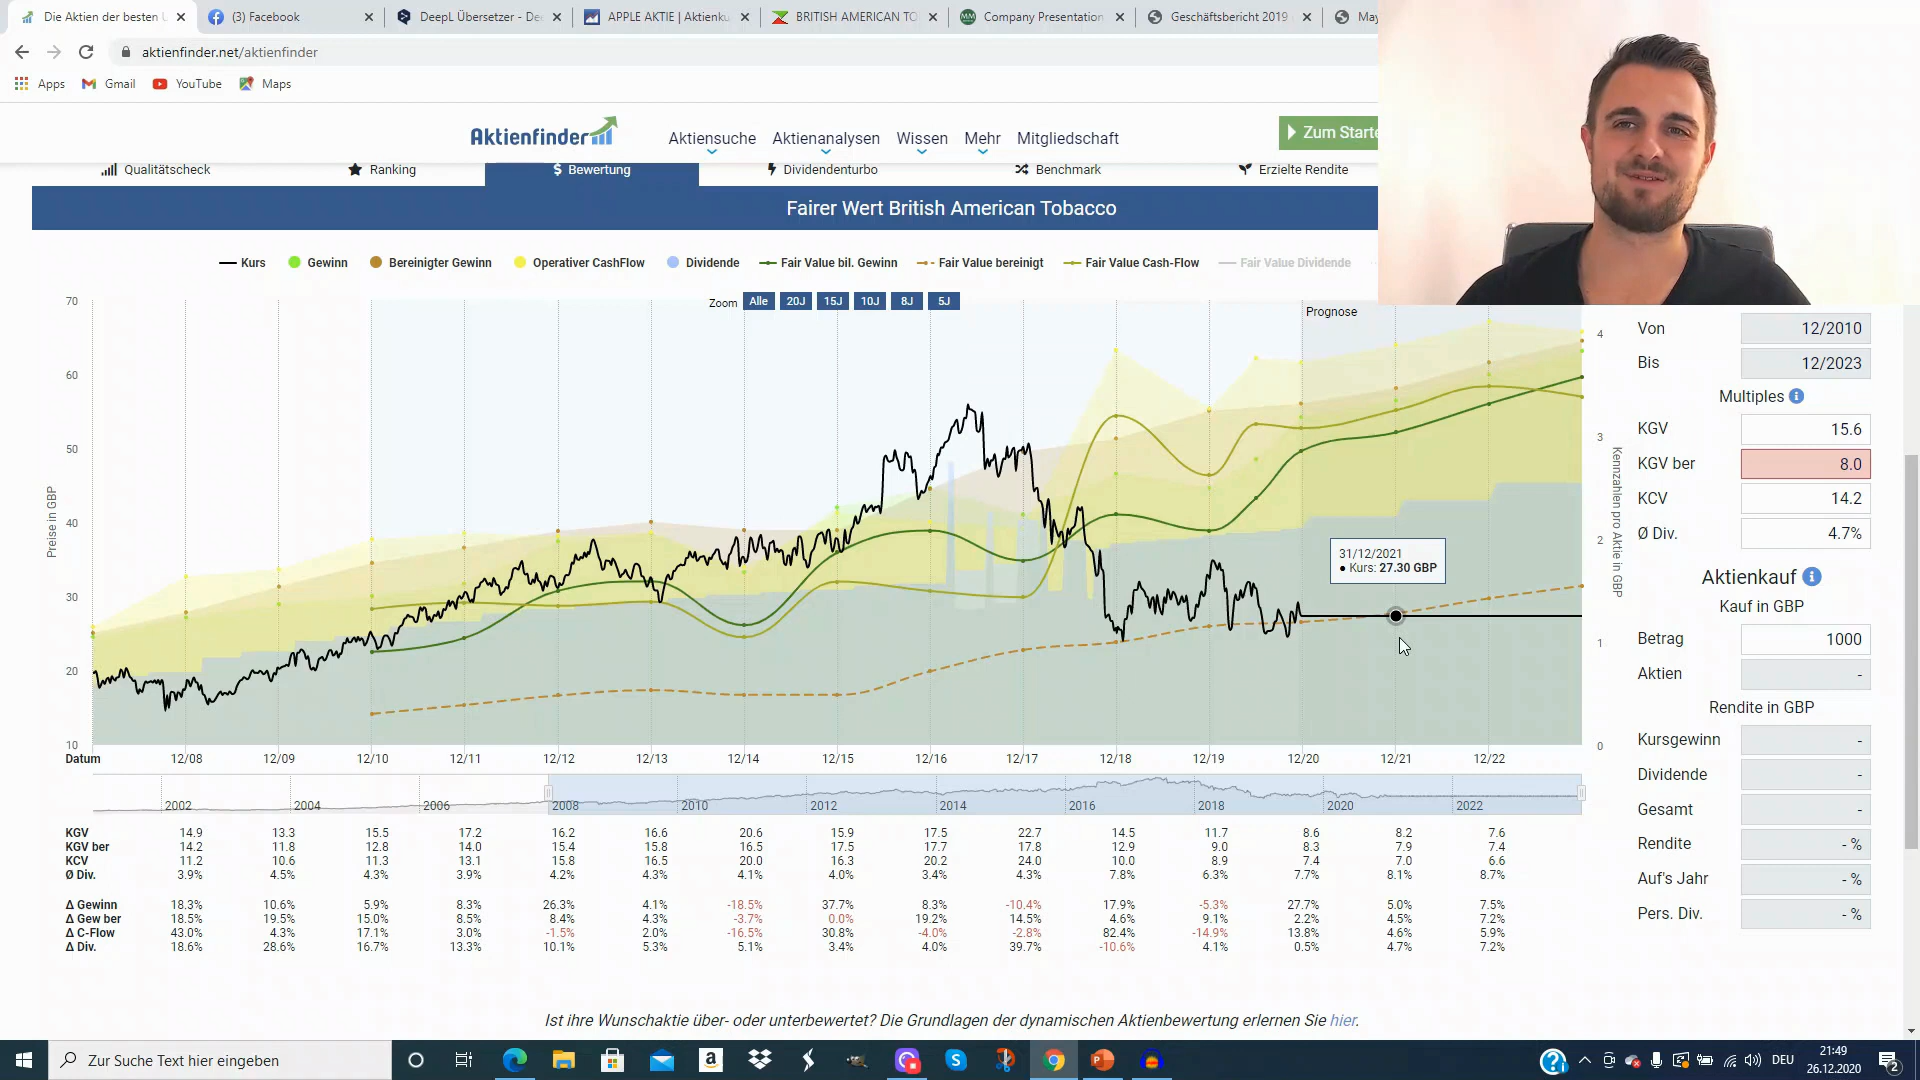 Die Aktien der besten U
(3) Facebook
DeepL Übersetzer - De
APPLE AKTIE | Aktienku
BRITISH AMERICAN TO
Company Presentation
Geschäftsbericht 2019
May
aktienfinder.net/aktienfinder
Apps Gmail YouTube Maps
Aktienfinder
Aktiensuche Aktienanalysen Wissen Mehr Mitgliedschaft
Zum Starte
Qualitätscheck Ranking $ Bewertung Dividendenturbo Benchmark Erzielte Rendite
Fairer Wert British American Tobacco
Kurs Gewinn Bereinigter Gewinn Operativer CashFlow Dividende Fair Value bil. Gewinn Fair Value bereinigt Fair Value Cash-Flow Fair Value Dividende
Zoom Alle 20J 15J 10J 8J 5J
Prognose
70
60
50
40
30
20
10
Preise in GBP
4
3
2
1
0
Kennzahlen pro Aktie in GBP
31/12/2021
● Kurs: 27.30 GBP
Datum 12/08 12/09 12/10 12/11 12/12 12/13 12/14 12/15 12/16 12/17 12/18 12/19 12/20 12/21 12/22
2002 2004 2006 2008 2010 2012 2014 2016 2018 2020 2022
KGV 14.9 13.3 15.5 17.2 16.2 16.6 20.6 15.9 17.5 22.7 14.5 11.7 8.6 8.2 7.6
KGV ber 14.2 11.8 12.8 14.0 15.4 15.8 16.5 17.5 17.7 17.8 12.9 9.0 8.3 7.9 7.4
KCV 11.2 10.6 11.3 13.1 15.8 16.5 20.0 16.3 20.2 24.0 10.0 8.9 7.4 7.0 6.6
Ø Div. 3.9% 4.5% 4.3% 3.9% 4.2% 4.3% 4.1% 4.0% 3.4% 4.3% 7.8% 6.3% 7.7% 8.1% 8.7%
Δ Gewinn 18.3% 10.6% 5.9% 8.3% 26.3% 4.1% -18.5% 37.7% 8.3% -10.4% 17.9% -5.3% 27.7% 5.0% 7.5%
Δ Gew ber 18.5% 19.5% 15.0% 8.5% 8.4% 4.3% -3.7% 0.0% 19.2% 14.5% 4.6% 9.1% 2.2% 4.5% 7.2%
Δ C-Flow 43.0% 4.3% 17.1% 3.0% -1.5% 2.0% -16.5% 30.8% -4.0% -2.8% 82.4% -14.9% 13.8% 4.6% 5.9%
Δ Div. 18.6% 28.6% 16.7% 13.3% 10.1% 5.3% 5.1% 3.4% 4.0% 39.7% -10.6% 4.1% 0.5% 4.7% 7.2%
Von 12/2010
Bis 12/2023
Multiples
KGV 15.6
KGV ber 8.0
KCV 14.2
Ø Div. 4.7%
Aktienkauf
Kauf in GBP
Betrag 1000
Aktien -
Rendite in GBP
Kursgewinn -
Dividende -
Gesamt -
Rendite - %
Auf's Jahr - %
Pers. Div. - %
Ist ihre Wunschaktie über- oder unterbewertet? Die Grundlagen der dynamischen Aktienbewertung erlernen Sie hier.
Zur Suche Text hier eingeben
DEU
21:49
26.12.2020
2